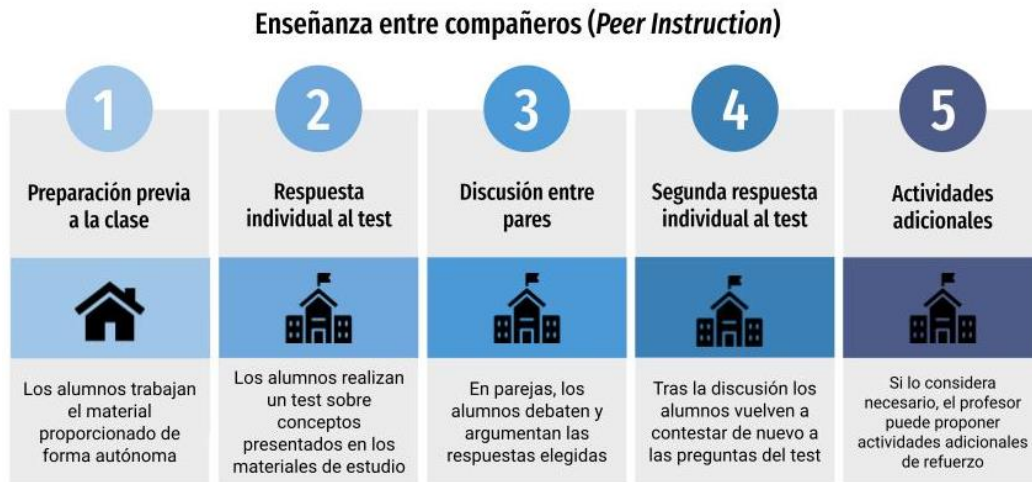 Enseñanza entre compañeros (Peer Instruction)
1
Preparación previa
a la clase
Los alumnos trabajan
el material
proporcionado de
forma autónoma
2
Respuesta
individual al test
Los alumnos realizan
un test sobre
conceptos
presentados en los
materiales de estudio
3
Discusión entre
pares
En parejas, los
alumnos debaten y
argumentan las
respuestas elegidas
4
Segunda respuesta
individual al test
Tras la discusión los
alumnos vuelven a
contestar de nuevo a
las preguntas del test
5
Actividades
adicionales
Si lo considera
necesario, el profesor
puede proponer
actividades adicionales
de refuerzo